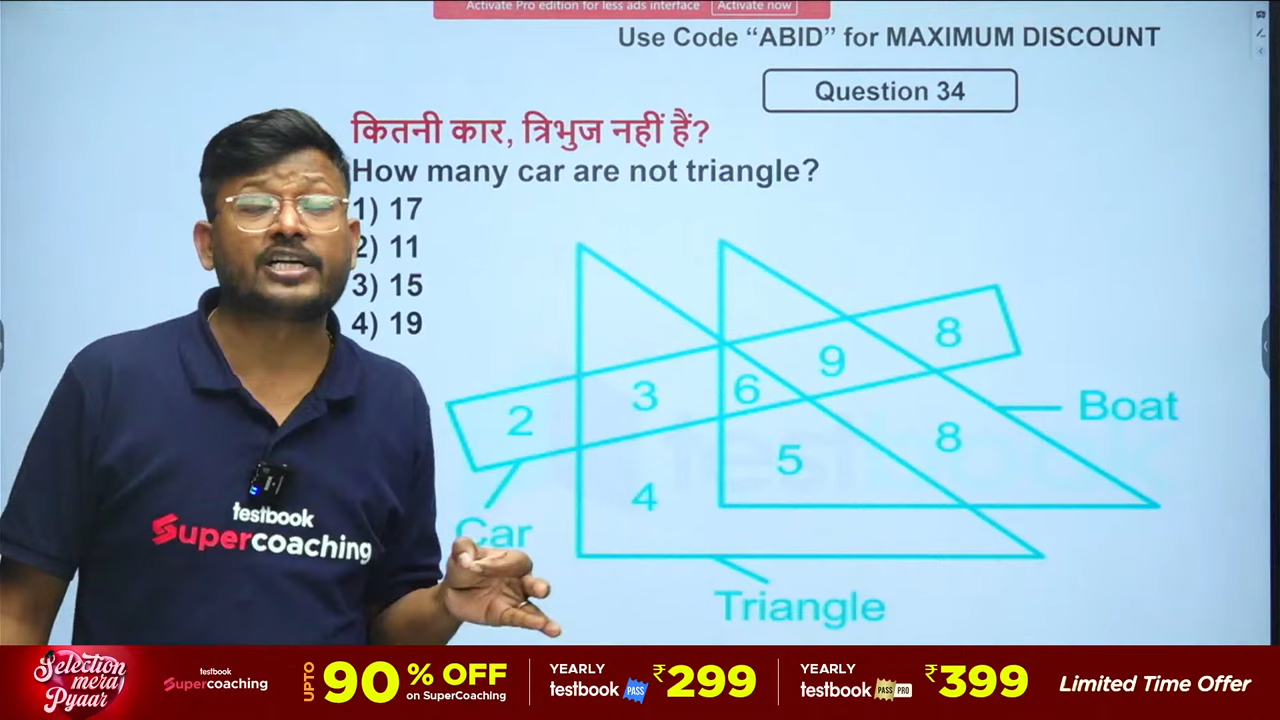 Activate Pro edition for less ads interface Activate now
Use Code “ABID” for MAXIMUM DISCOUNT
Question 34
कितनी कार, त्रिभुज नहीं हैं?
How many car are not triangle?
1) 17
2) 11
3) 15
4) 19
8
9
3
6
2
Boat
8
5
4
Car
Triangle
testbook
Supercoaching
Selection
mera
Pyaar
testbook
Supercoaching
UPTO 90% OFF
on SuperCoaching
YEARLY
testbook PASS
₹299
YEARLY
testbook PASS PRO
₹399
Limited Time Offer